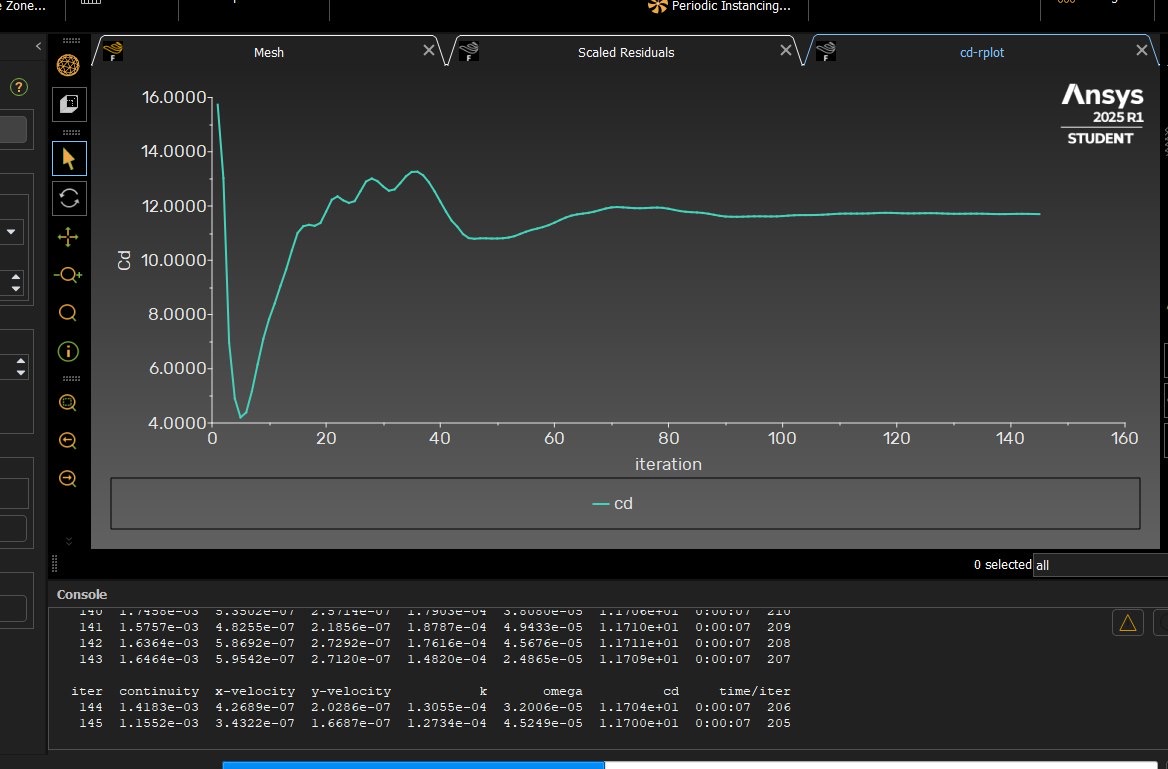 e Zone...
Periodic Instancing...
Mesh
Scaled Residuals
cd-rplot
Ansys
2025 R1
STUDENT
16.0000
14.0000
12.0000
10.0000
8.0000
6.0000
4.0000
Cd
0 20 40 60 80 100 120 140 160
iteration
cd
0 selected all
Console
140 1.7458e-03 5.3502e-07 2.5714e-07 1.7903e-04 3.8080e-05 1.1706e+01 0:00:07 210
141 1.5757e-03 4.8255e-07 2.1856e-07 1.8787e-04 4.9433e-05 1.1710e+01 0:00:07 209
142 1.6364e-03 5.8692e-07 2.7292e-07 1.7616e-04 4.5676e-05 1.1711e+01 0:00:07 208
143 1.6464e-03 5.9542e-07 2.7120e-07 1.4820e-04 2.4865e-05 1.1709e+01 0:00:07 207
iter continuity x-velocity y-velocity k omega cd time/iter
144 1.4183e-03 4.2689e-07 2.0286e-07 1.3055e-04 3.2006e-05 1.1704e+01 0:00:07 206
145 1.1552e-03 3.4322e-07 1.6687e-07 1.2734e-04 4.5249e-05 1.1700e+01 0:00:07 205